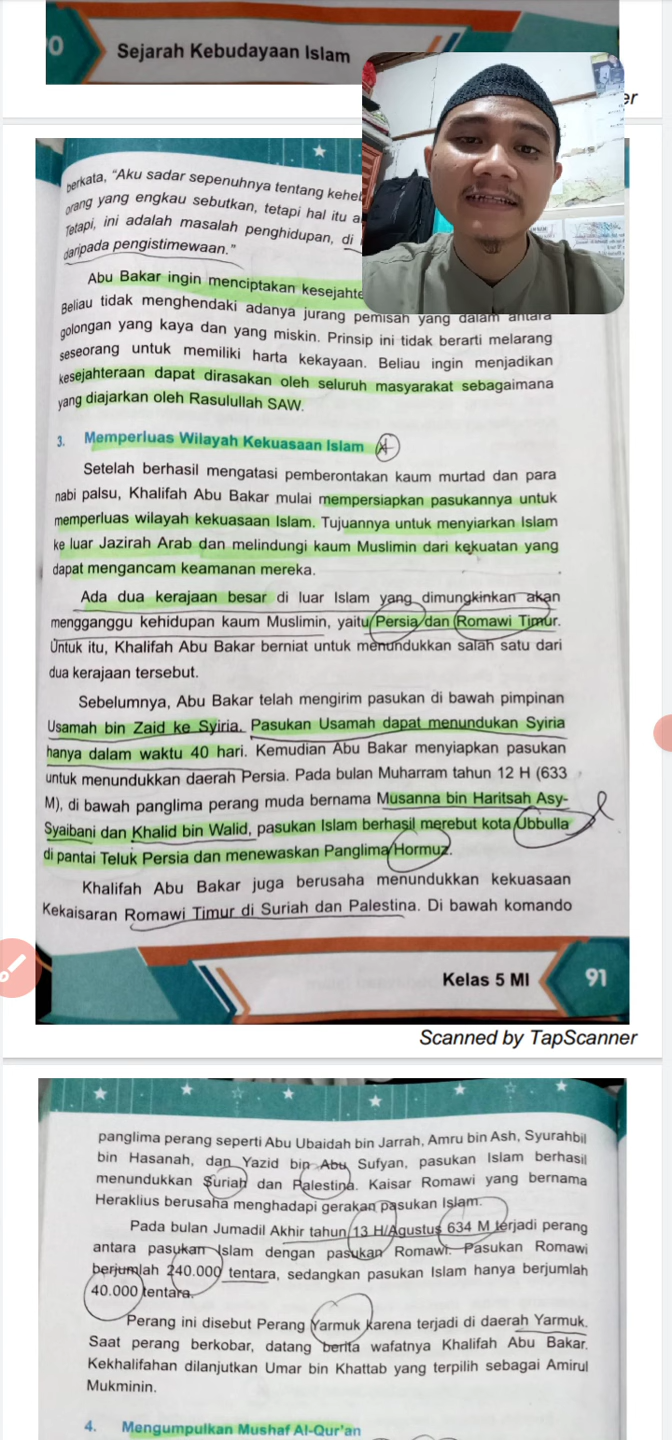 Sejarah Kebudayaan Islam
er
berkata, "Aku sadar sepenuhnya tentang
orang yang engkau sebutkan, tetapi hal itu
Tetapi, ini adalah masalah penghidupan, di
daripada pengistimewaan."
Abu Bakar ingin menciptakan
Beliau tidak menghendaki adanya jurang pemisah yang dalam antara
golongan yang kaya dan yang miskin. Prinsip ini tidak berarti melarang
seseorang untuk memiliki harta kekayaan. Beliau ingin menjadikan
kesejahteraan dapat dirasakan oleh seluruh masyarakat sebagaimana
yang diajarkan oleh Rasulullah SAW.
3. Memperluas Wilayah Kekuasaan Islam
Setelah berhasil mengatasi pemberontakan kaum murtad dan para
nabi palsu, Khalifah Abu Bakar mulai mempersiapkan pasukannya untuk
memperluas wilayah kekuasaan Islam. Tujuannya untuk menyiarkan Islam
ke luar Jazirah Arab dan melindungi kaum Muslimin dari kekuatan yang
dapat mengancam keamanan mereka.
Ada dua kerajaan besar di luar Islam yang dimungkinkan akan
mengganggu kehidupan kaum Muslimin, yaitu Persia dan Romawi Timur.
Untuk itu, Khalifah Abu Bakar berniat untuk menundukkan salah satu dari
dua kerajaan tersebut.
Sebelumnya, Abu Bakar telah mengirim pasukan di bawah pimpinan
Usamah bin Zaid ke Syiria. Pasukan Usamah dapat menundukan Syiria
hanya dalam waktu 40 hari. Kemudian Abu Bakar menyiapkan pasukan
untuk menundukkan daerah Persia. Pada bulan Muharram tahun 12 H (633
M), di bawah panglima perang muda bernama Musanna bin Haritsah Asy-
Syaibani dan Khalid bin Walid, pasukan Islam berhasil merebut kota Ubbulla
di pantai Teluk Persia dan menewaskan Panglima Hormuz.
Khalifah Abu Bakar juga berusaha menundukkan kekuasaan
Kekaisaran Romawi Timur di Suriah dan Palestina. Di bawah komando
Kelas 5 MI 91
Scanned by TapScanner
panglima perang seperti Abu Ubaidah bin Jarrah, Amru bin Ash, Syurahbil
bin Hasanah, dan Yazid bin Abu Sufyan, pasukan Islam berhasil
menundukkan Suriah dan Palestina. Kaisar Romawi yang bernama
Heraklius berusaha menghadapi gerakan pasukan Islam.
Pada bulan Jumadil Akhir tahun 13 H/Agustus 634 M terjadi perang
antara pasukan Islam dengan pasukan Romawi. Pasukan Romawi
berjumlah 240.000 tentara, sedangkan pasukan Islam hanya berjumlah
40.000 tentara.
Perang ini disebut Perang Yarmuk karena terjadi di daerah Yarmuk.
Saat perang berkobar, datang berita wafatnya Khalifah Abu Bakar.
Kekhalifahan dilanjutkan Umar bin Khattab yang terpilih sebagai Amirul
Mukminin.
4. Mengumpulkan Mushaf Al-Qur'an